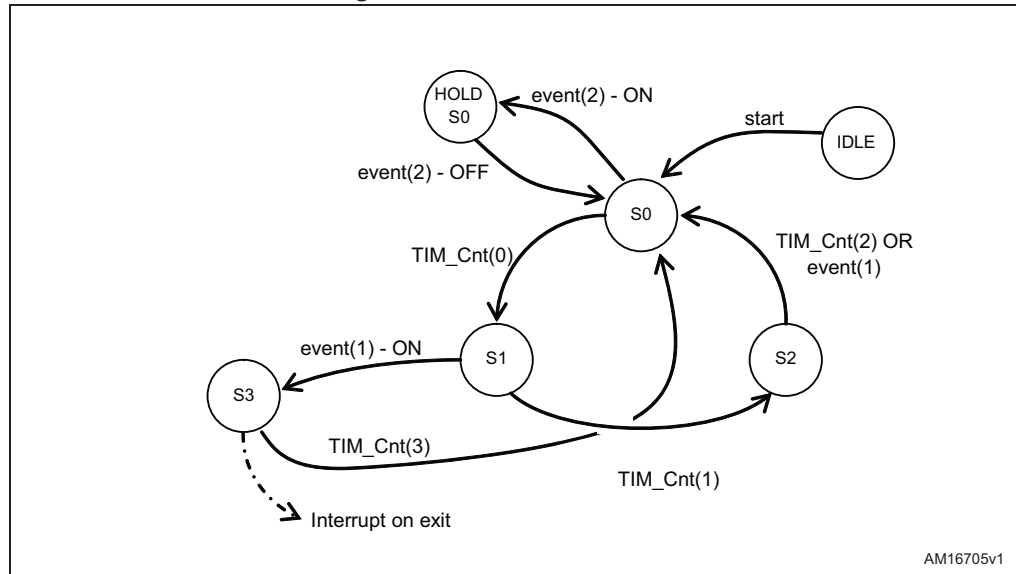 HOLD
S0
event(2) - ON
start
IDLE
event(2) - OFF
S0
TIM_Cnt(0)
TIM_Cnt(2) OR
event(1)
event(1) - ON
S1
S2
S3
TIM_Cnt(3)
TIM_Cnt(1)
Interrupt on exit
AM16705v1